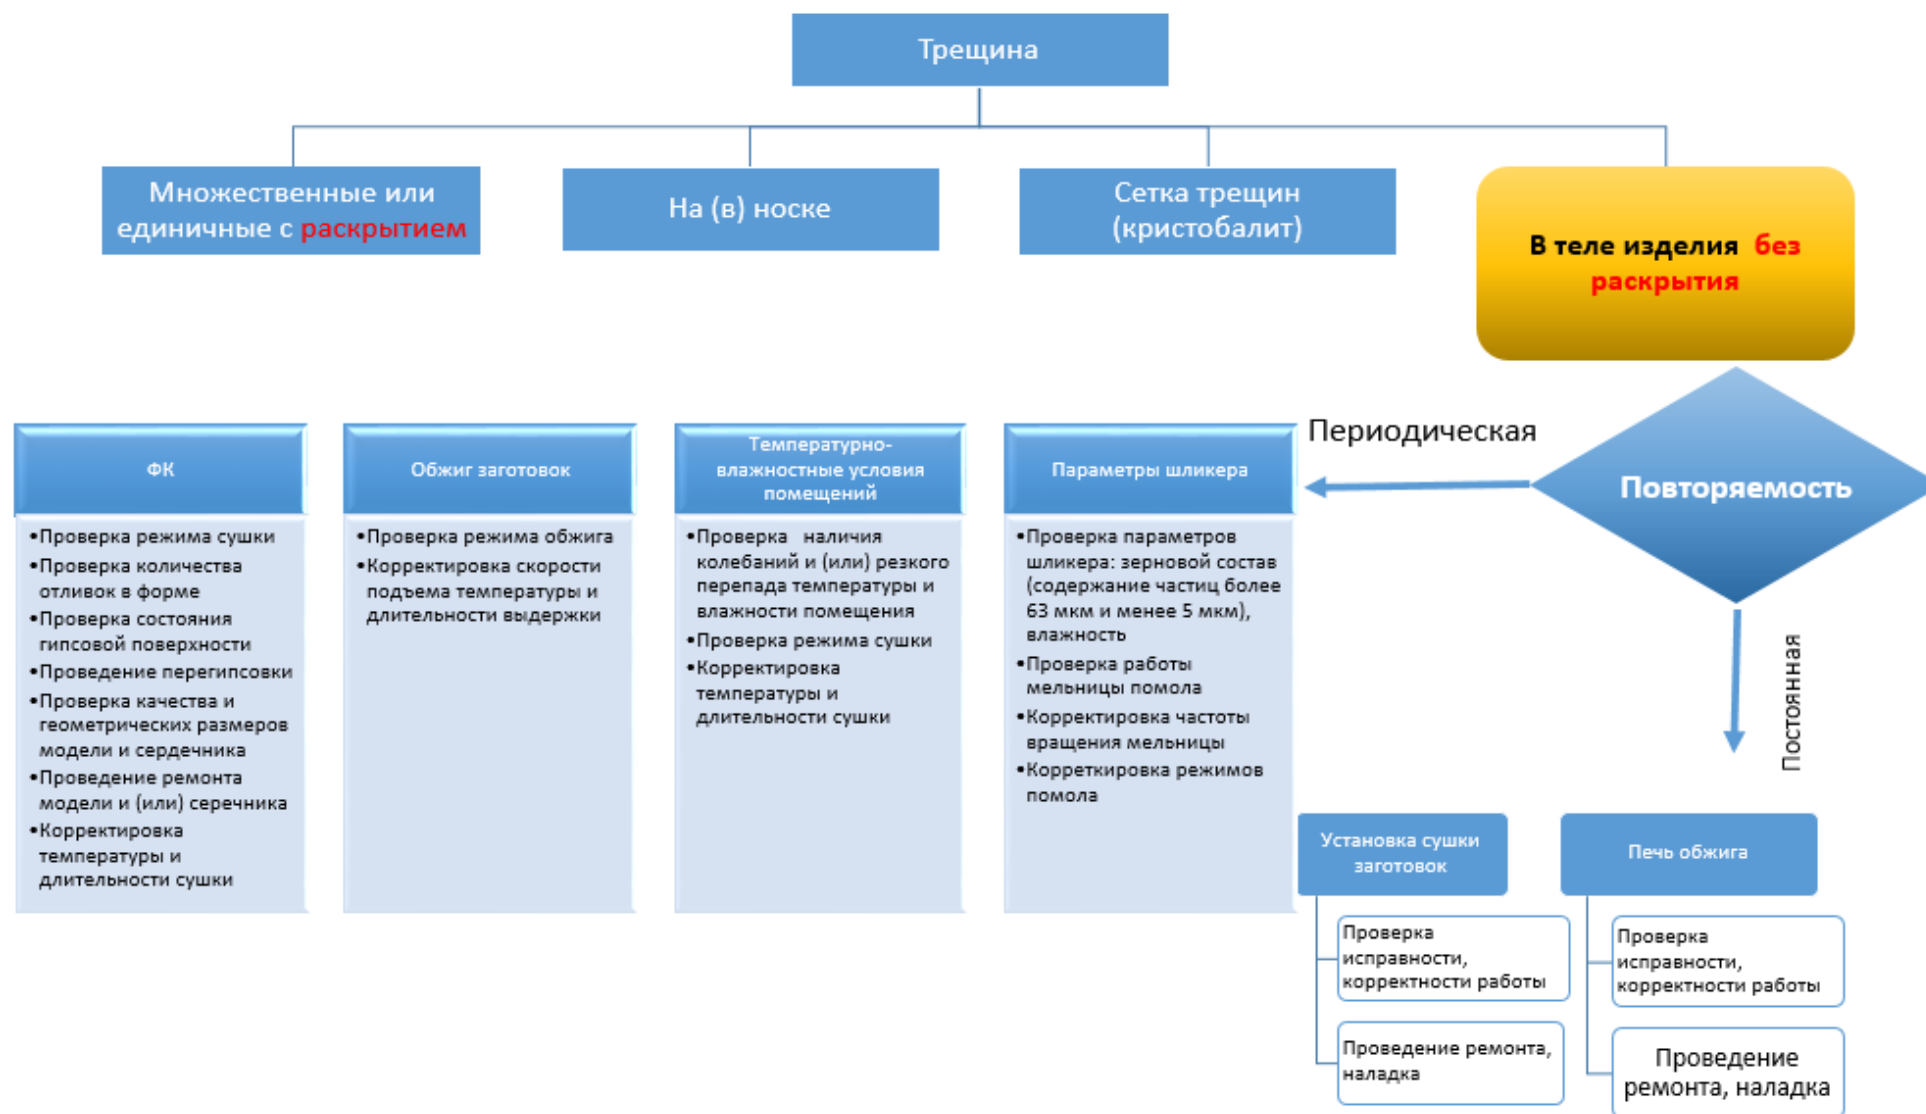 Трещина
Множественные или
единичные с раскрытием
На (в) носке
Сетка трещин
(кристобалит)
В теле изделия без
раскрытия
Повторяемость
Периодическая
Постоянная
ФК
•Проверка режима сушки
•Проверка количества
отливок в форме
•Проверка состояния
гипсовой поверхности
•Проведение перегипсовки
•Проверка качества и
геометрических размеров
модели и сердечника
•Проведение ремонта
модели и (или) серечника
•Корректировка
температуры и
длительности сушки
Обжиг заготовок
•Проверка режима обжига
•Корректировка скорости
подъема температуры и
длительности выдержки
Температурно-
влажностные условия
помещений
•Проверка наличия
колебаний и (или) резкого
перепада температуры и
влажности помещения
•Проверка режима сушки
•Корректировка
температуры и
длительности сушки
Параметры шликера
•Проверка параметров
шликера: зерновой состав
(содержание частиц более
63 мкм и менее 5 мкм),
влажность
•Проверка работы
мельницы помола
•Корректировка частоты
вращения мельницы
•Корреткировка режимов
помола
Установка сушки
заготовок
Проверка
исправности,
корректности работы
Проведение ремонта,
наладка
Печь обжига
Проверка
исправности,
корректности работы
Проведение
ремонта, наладка